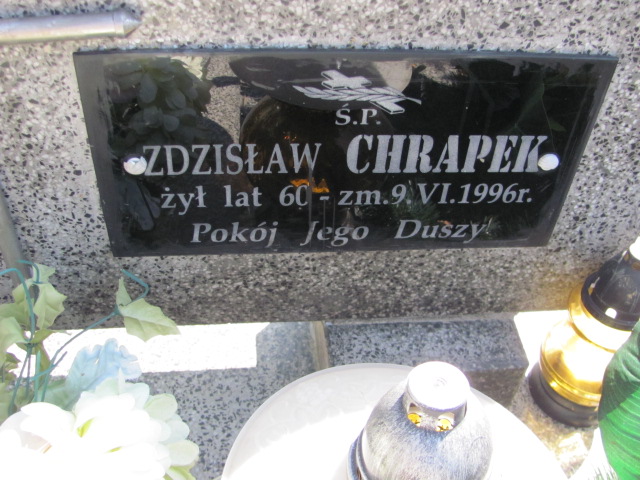 Ś.P.
ZDZISŁAW CHRAPEK
żył lat 60 - zm.9.VI.1996r.
Pokój Jego Duszy